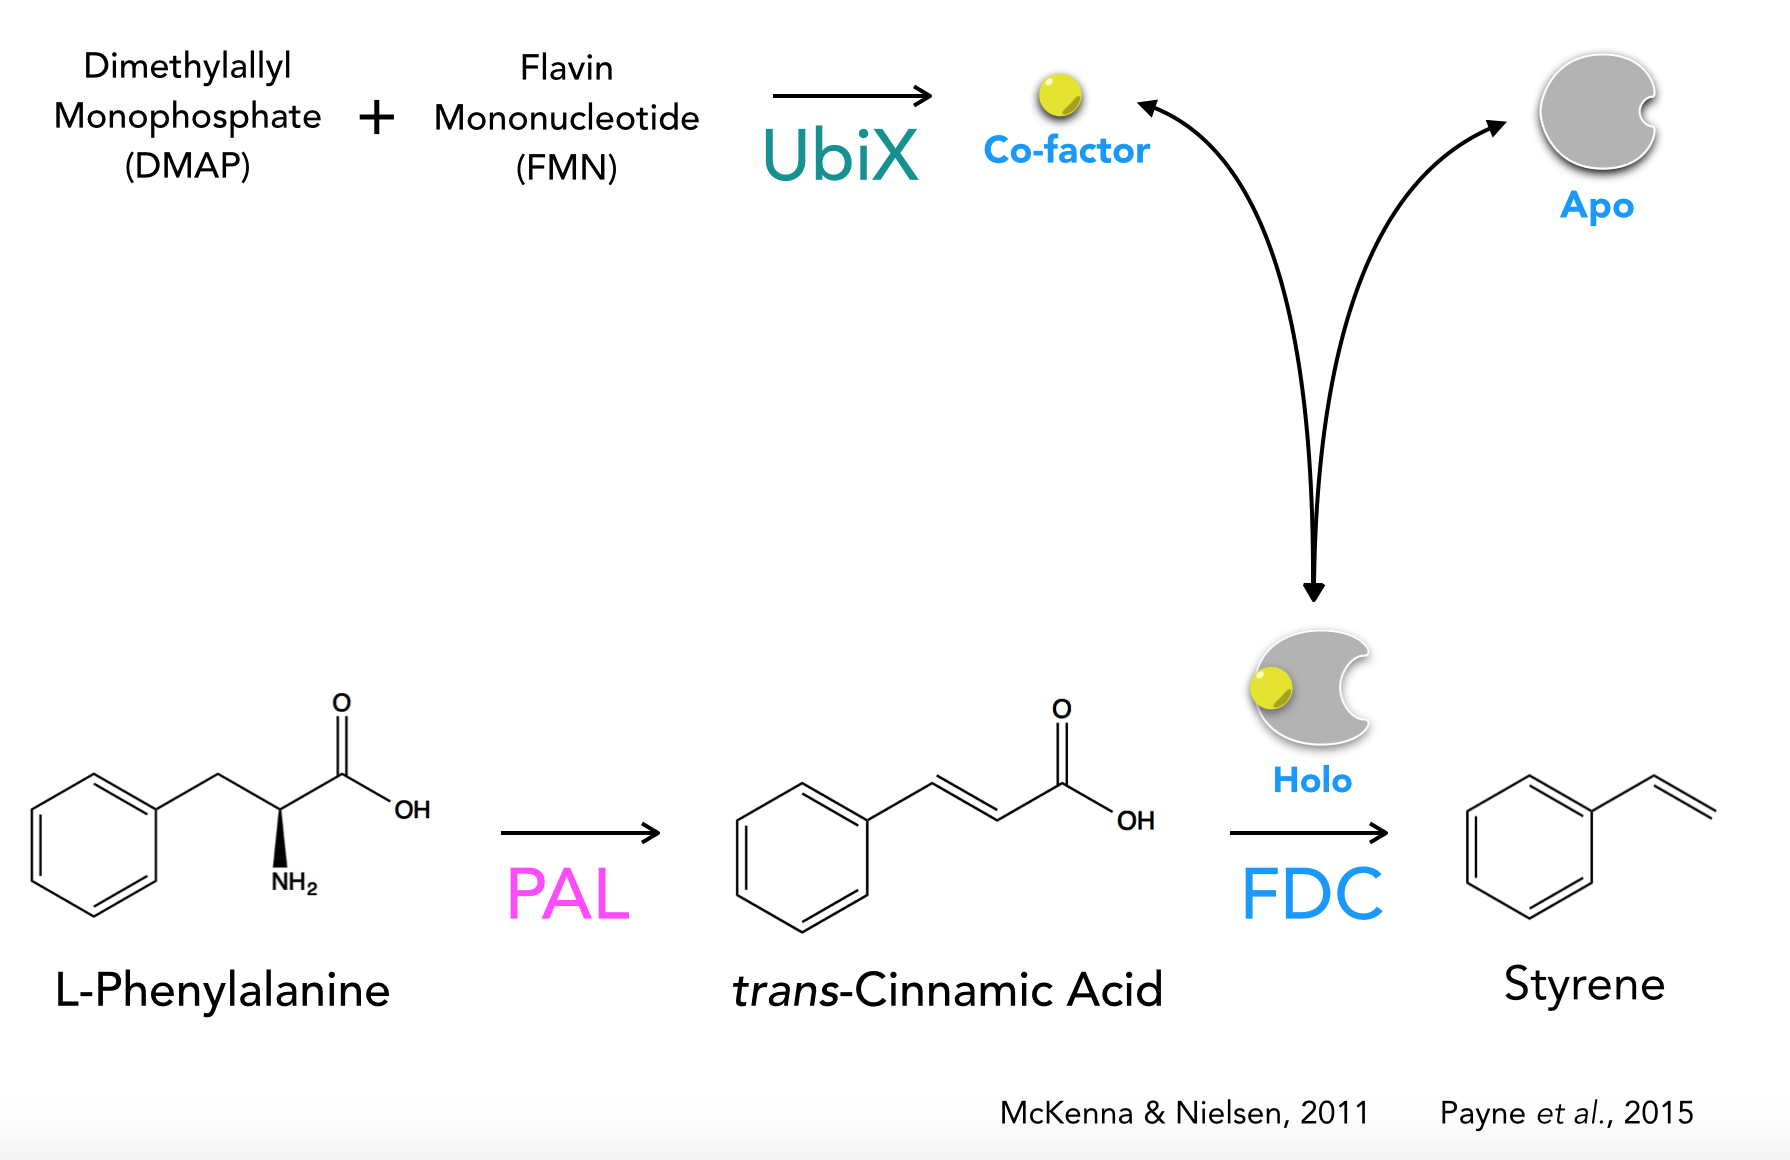 Dimethylallyl
Monophosphate
(DMAP)
+
Flavin
Mononucleotide
(FMN)
UbiX
Co-factor
Apo
Holo
O
OH
NH₂
PAL
O
OH
FDC
L-Phenylalanine
trans-Cinnamic Acid
Styrene
McKenna & Nielsen, 2011
Payne et al., 2015